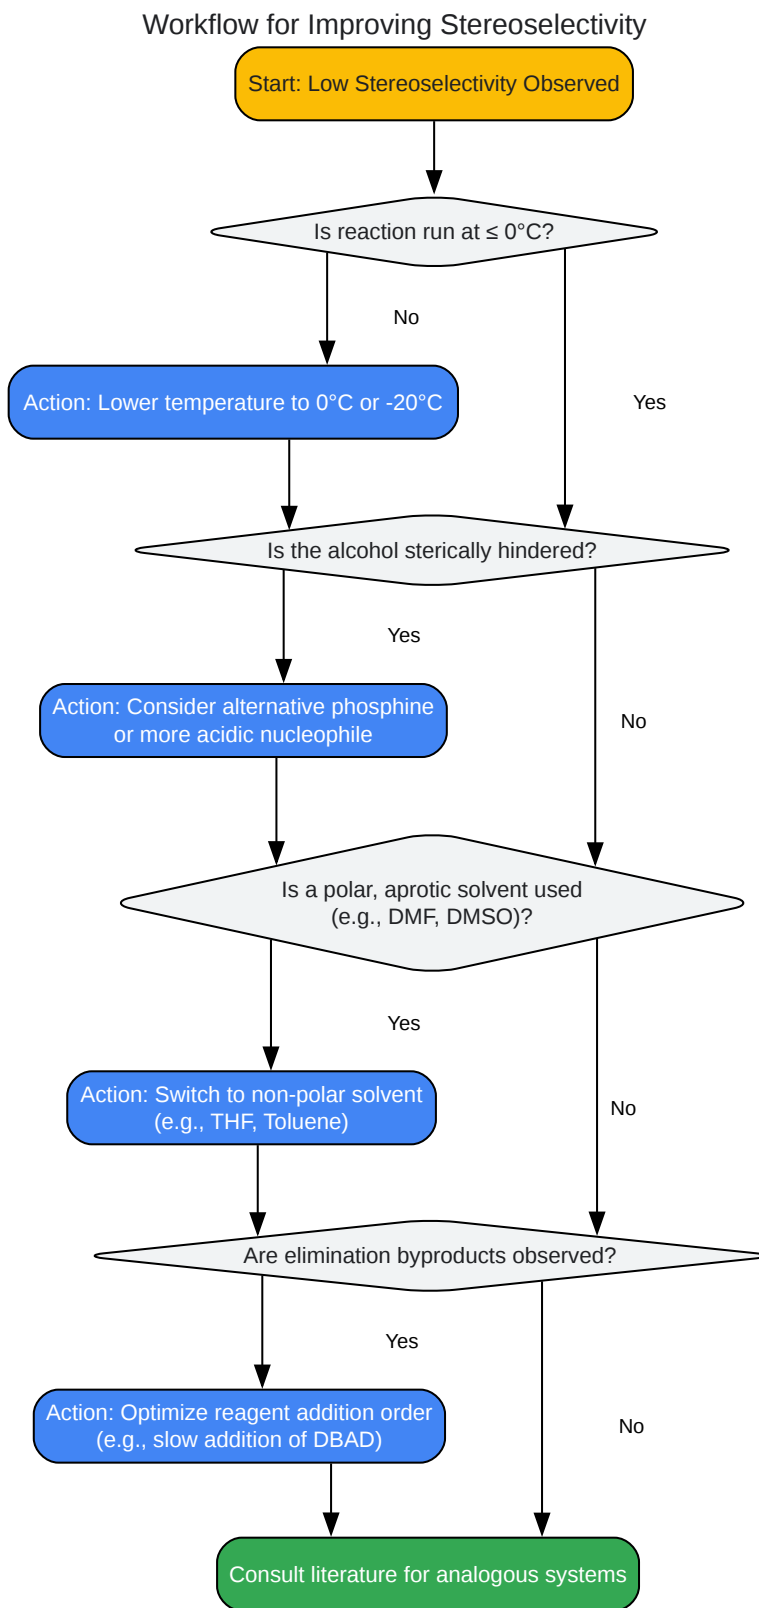 Workflow for Improving Stereoselectivity
Start: Low Stereoselectivity Observed
Is reaction run at ≤ 0°C?
No
Action: Lower temperature to 0°C or -20°C
Yes
Is the alcohol sterically hindered?
Yes
Action: Consider alternative phosphine
or more acidic nucleophile
No
Is a polar, aprotic solvent used
(e.g., DMF, DMSO)?
Yes
Action: Switch to non-polar solvent
(e.g., THF, Toluene)
No
Are elimination byproducts observed?
Yes
Action: Optimize reagent addition order
(e.g., slow addition of DBAD)
No
Consult literature for analogous systems